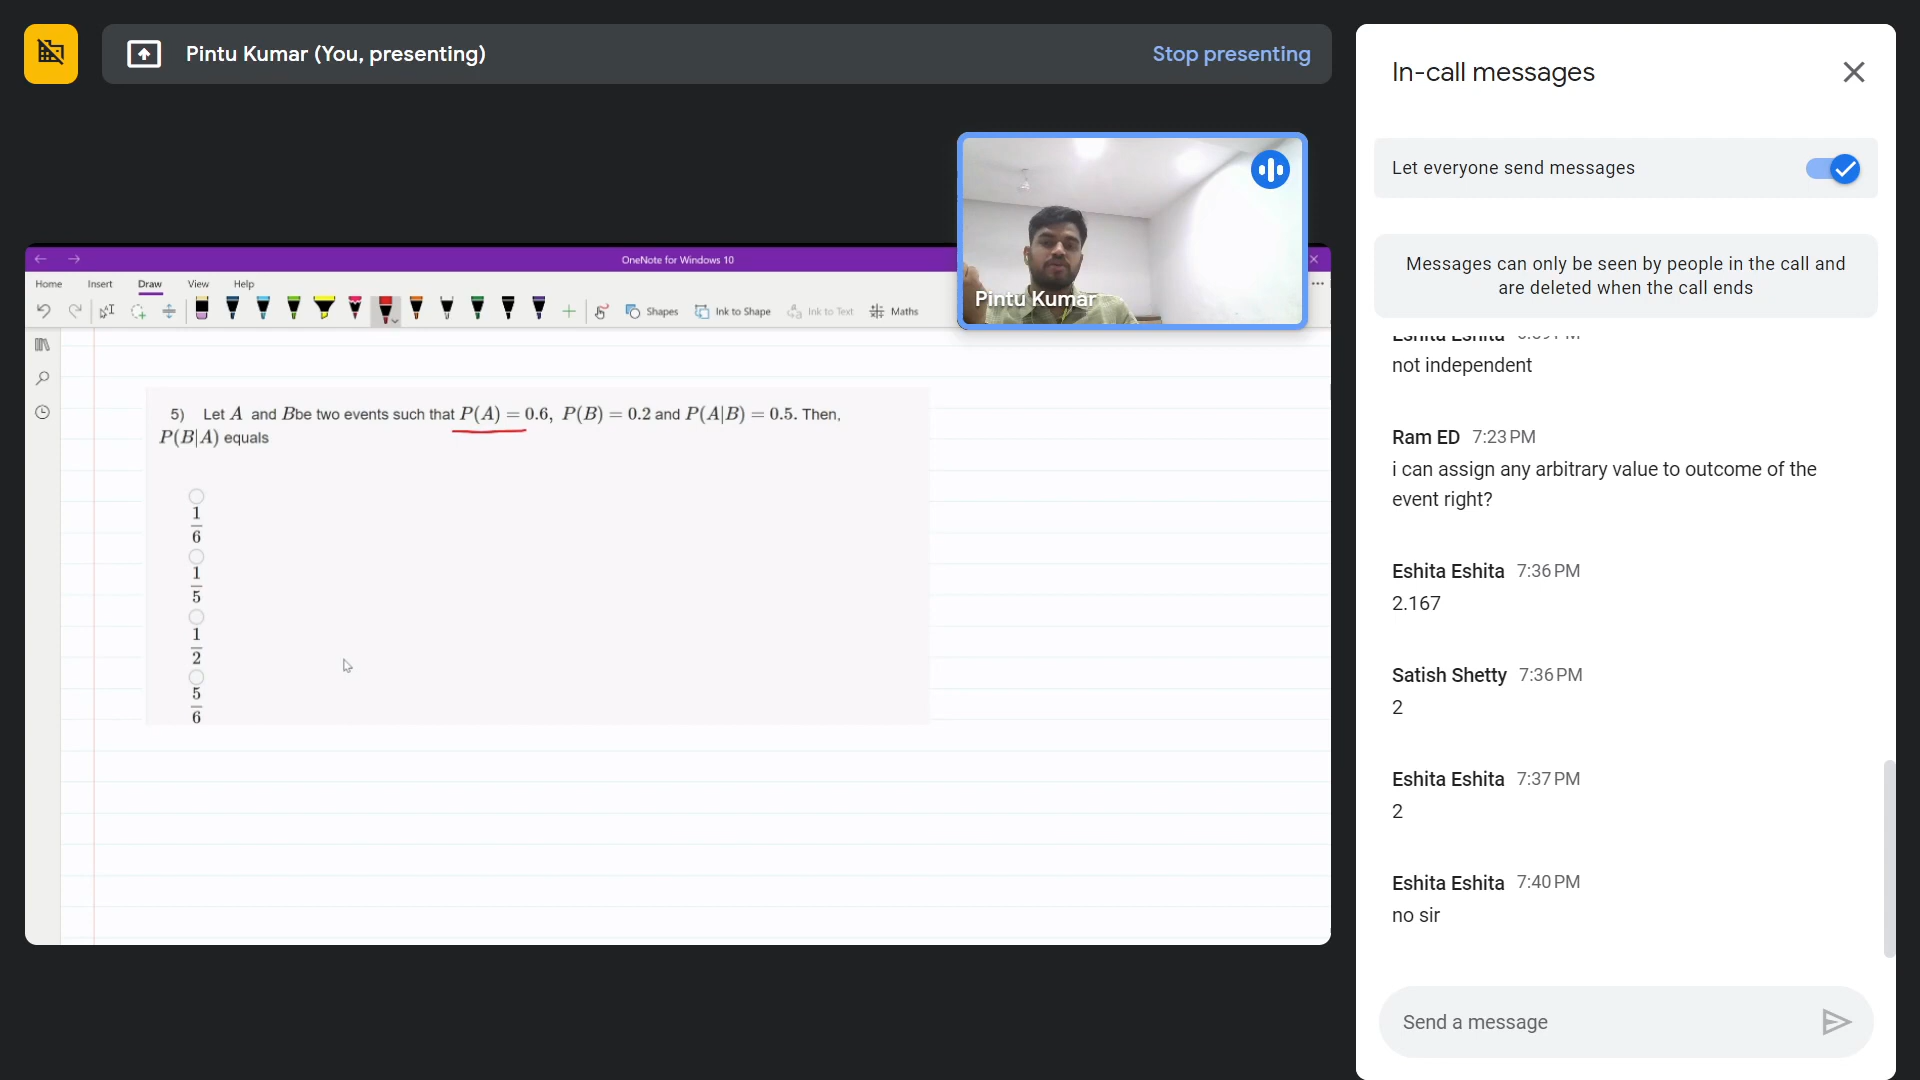 Pintu Kumar (You, presenting)
Stop presenting
Pintu Kumar
OneNote for Windows 10
Home Insert Draw View Help
Shapes Ink to Shape Ink to Text Maths
5) Let A and Bbe two events such that P(A) = 0.6, P(B) = 0.2 and P(A|B) = 0.5. Then,
P(B|A) equals
1/6
1/5
1/2
5/6
In-call messages
Let everyone send messages
Messages can only be seen by people in the call and
are deleted when the call ends
not independent
Ram ED 7:23 PM
i can assign any arbitrary value to outcome of the
event right?
Eshita Eshita 7:36 PM
2.167
Satish Shetty 7:36 PM
2
Eshita Eshita 7:37 PM
2
Eshita Eshita 7:40 PM
no sir
Send a message